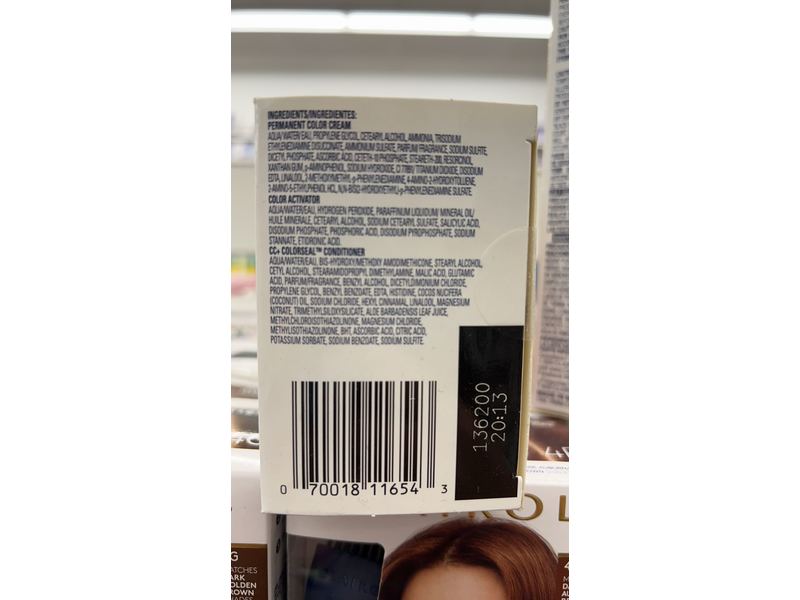 INGREDIENTS/INGREDIENTES:
PERMANENT COLOR CREAM
AQUA/WATER/EAU, PROPYLENE GLYCOL, CETEARYL ALCOHOL, AMMONIA, TRISODIUM
ETHYLENEDIAMINE DISUCCINATE, AMMONIUM SULFATE, PARFUM/FRAGRANCE, SODIUM SULFITE,
DICETYL PHOSPHATE, ASCORBIC ACID, CETETH-10 PHOSPHATE, STEARETH-200, RESORCINOL,
XANTHAN GUM, p-AMINOPHENOL, SODIUM HYDROXIDE, CI 77891/ TITANIUM DIOXIDE, DISODIUM
EDTA, LINALOOL, 2-METHOXYMETHYL-p-PHENYLENEDIAMINE, 4-AMINO-2-HYDROXYTOLUENE,
2-AMINO-6-ETHYLPHENOL HCL, N,N-BIS(2-HYDROXYETHYL)-p-PHENYLENEDIAMINE SULFATE.
COLOR ACTIVATOR
AQUA/WATER/EAU, HYDROGEN PEROXIDE, PARAFFINUM LIQUIDUM/ MINERAL OIL/
HUILE MINERALE, CETEARYL ALCOHOL, SODIUM CETEARYL SULFATE, SALICYLIC ACID,
DISODIUM PHOSPHATE, PHOSPHORIC ACID, DISODIUM PYROPHOSPHATE, SODIUM
STANNATE, ETIDRONIC ACID.
CC+ COLORSEAL™ CONDITIONER
AQUA/WATER/EAU, BIS-HYDROXY/METHOXY AMODIMETHICONE, STEARYL ALCOHOL,
CETYL ALCOHOL, STEARAMIDOPROPYL DIMETHYLAMINE, MALIC ACID, GLUTAMIC
ACID, PARFUM/FRAGRANCE, BENZYL ALCOHOL, DICETYLDIMONIUM CHLORIDE,
PROPYLENE GLYCOL, BENZYL BENZOATE, EDTA, HISTIDINE, COCOS NUCIFERA
(COCONUT) OIL, SODIUM CHLORIDE, HEXYL CINNAMAL, LINALOOL, MAGNESIUM
NITRATE, TRIMETHYLSILOXYSILICATE, ALOE BARBADENSIS LEAF JUICE,
METHYLCHLOROISOTHIAZOLINONE, MAGNESIUM CHLORIDE,
METHYLISOTHIAZOLINONE, BHT, ASCORBIC ACID, CITRIC ACID,
POTASSIUM SORBATE, SODIUM BENZOATE, SODIUM SULFITE.
136200
20:13
0 70018 11654 3